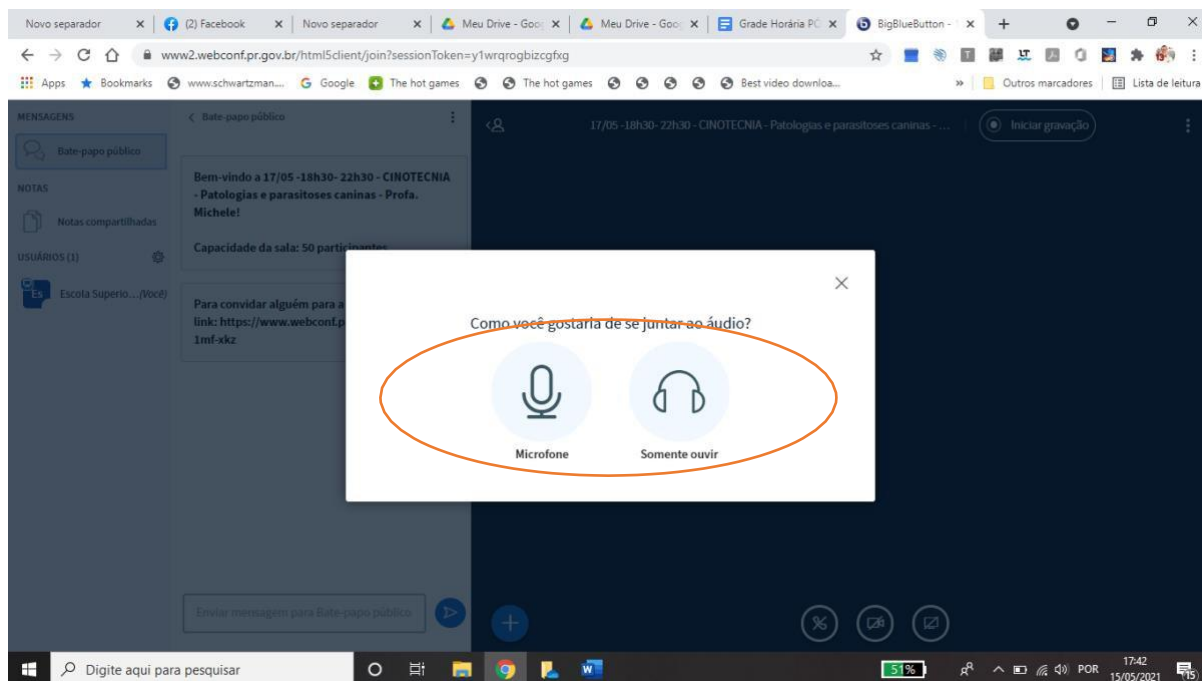 Novo separador
(2) Facebook
Novo separador
Meu Drive - Goo
Meu Drive - Goo
Grade Horária PC
BigBlueButton -
www2.webconf.pr.gov.br/html5client/join?sessionToken=y1wrqrogbizcgfxg
Apps
Bookmarks
www.schwartzman....
Google
The hot games
The hot games
Best video downloa...
»
Outros marcadores
Lista de leitura
MENSAGENS
Bate-papo público
NOTAS
Notas compartilhadas
USUÁRIOS (1)
Es
Escola Superio... (Você)
Bate-papo público
Bem-vindo a 17/05 -18h30- 22h30 - CINOTECNIA
- Patologias e parasitoses caninas - Profa.
Michele!
Capacidade da sala: 50 participantes
Para convidar alguém para a
link: https://www.webconf.p
1mf-xkz
Enviar mensagem para Bate-papo público
17/05 -18h30- 22h30 - CINOTECNIA - Patologias e parasitoses caninas - ...
Iniciar gravação
Como você gostaria de se juntar ao áudio?
Microfone
Somente ouvir
Digite aqui para pesquisar
51%
POR
17:42
15/05/2021
15